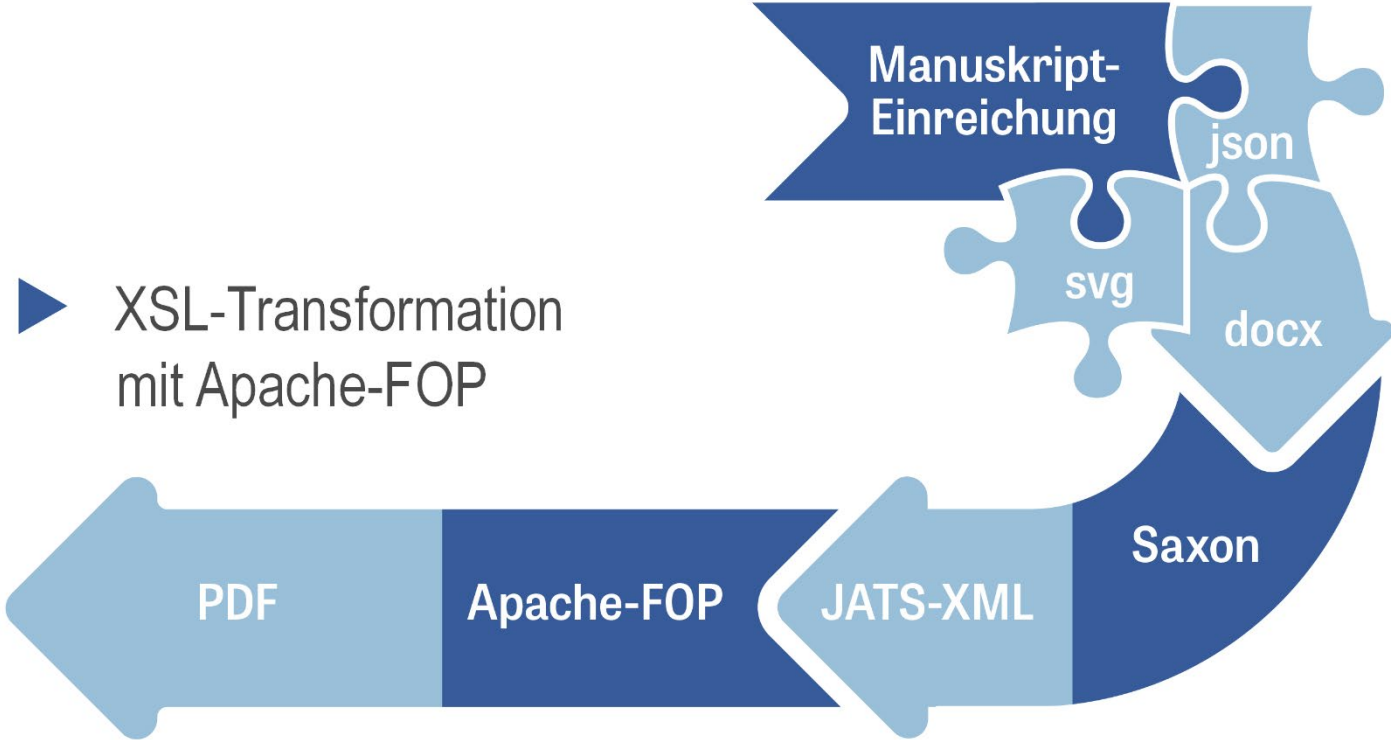 Manuskript-
Einreichung
json
svg
docx
XSL-Transformation
mit Apache-FOP
Saxon
JATS-XML
Apache-FOP
PDF